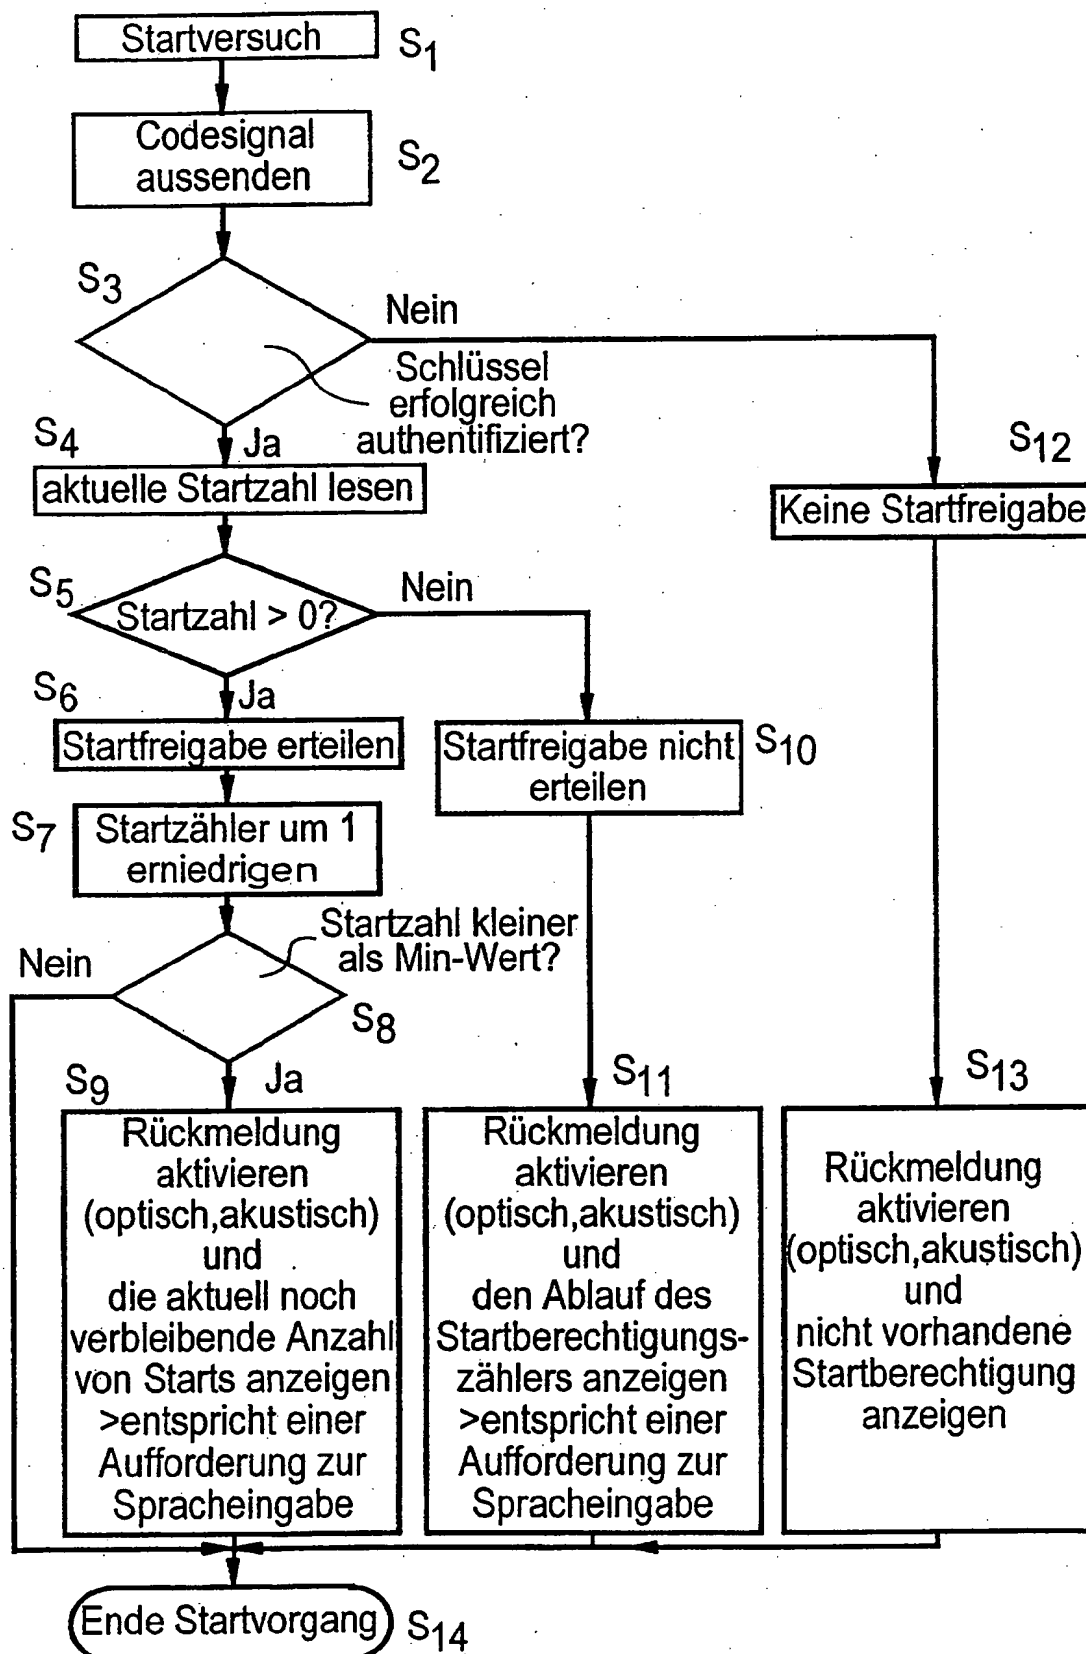 Startversuch
S1
Codesignal
aussenden
S2
S3
Nein
Schlüssel
erfolgreich
authentifiziert?
S4
Ja
aktuelle Startzahl lesen
S12
Keine Startfreigabe
S5
Startzahl > 0?
Nein
S6
Ja
Startfreigabe erteilen
Startfreigabe nicht
erteilen
S10
S7
Startzähler um 1
erniedrigen
Startzahl kleiner
als Min-Wert?
Nein
S8
S9
Ja
Rückmeldung
aktivieren
(optisch,akustisch)
und
die aktuell noch
verbleibende Anzahl
von Starts anzeigen
>entspricht einer
Aufforderung zur
Spracheingabe
S11
Rückmeldung
aktivieren
(optisch,akustisch)
und
den Ablauf des
Startberechtigungs-
zählers anzeigen
>entspricht einer
Aufforderung zur
Spracheingabe
S13
Rückmeldung
aktivieren
(optisch,akustisch)
und
nicht vorhandene
Startberechtigung
anzeigen
Ende Startvorgang
S14